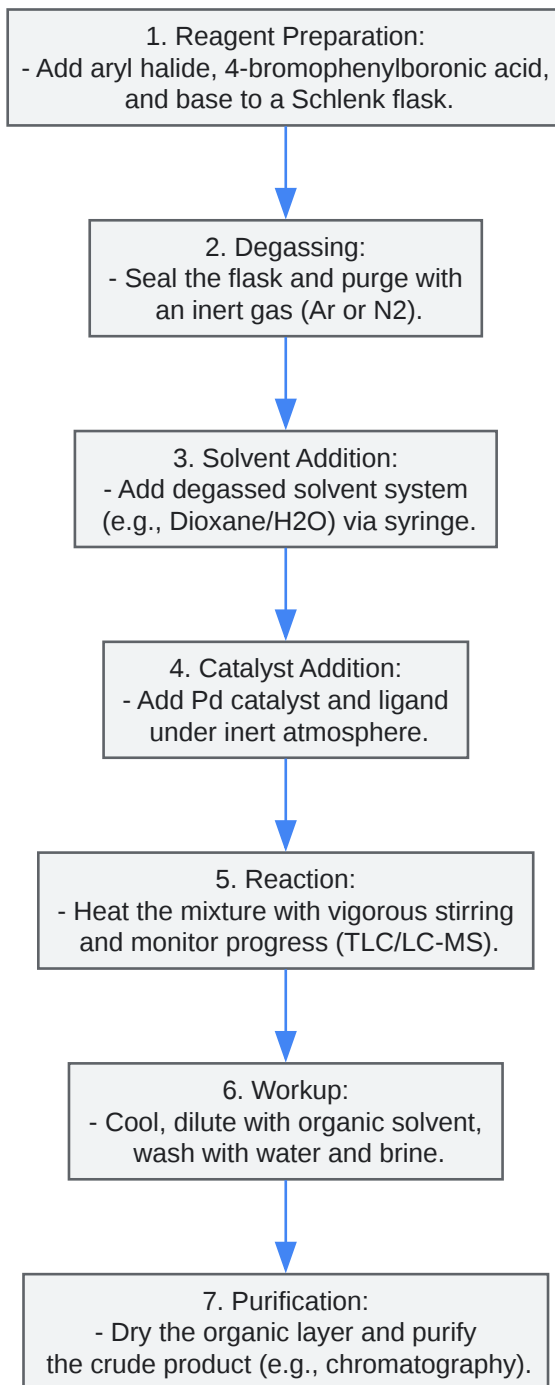 1. Reagent Preparation:
- Add aryl halide, 4-bromophenylboronic acid,
and base to a Schlenk flask.
2. Degassing:
- Seal the flask and purge with
an inert gas (Ar or N2).
3. Solvent Addition:
- Add degassed solvent system
(e.g., Dioxane/H2O) via syringe.
4. Catalyst Addition:
- Add Pd catalyst and ligand
under inert atmosphere.
5. Reaction:
- Heat the mixture with vigorous stirring
and monitor progress (TLC/LC-MS).
6. Workup:
- Cool, dilute with organic solvent,
wash with water and brine.
7. Purification:
- Dry the organic layer and purify
the crude product (e.g., chromatography).